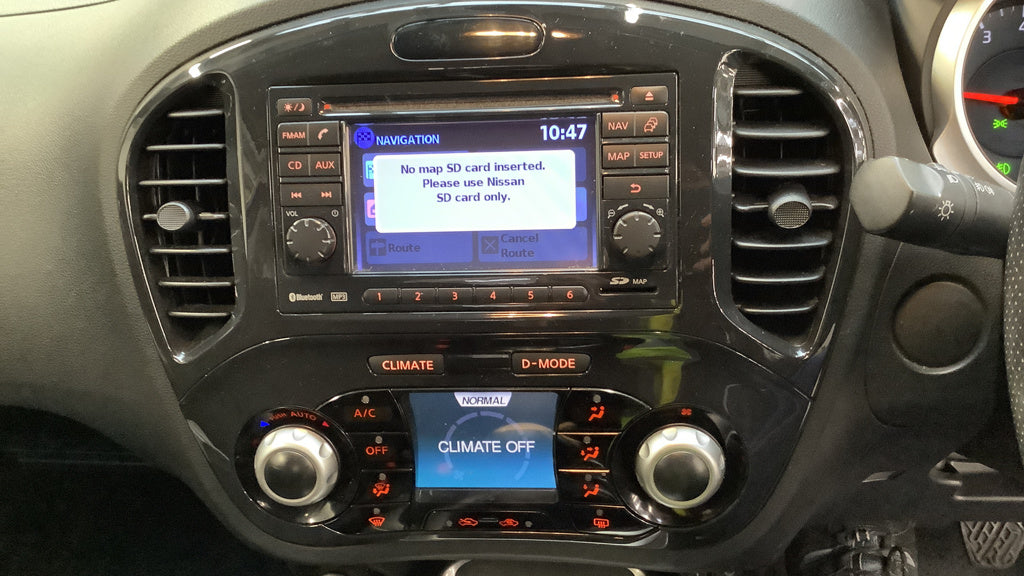 FM·AM
CD AUX
VOL
Bluetooth MP3
NAVIGATION 10:47
No map SD card inserted.
Please use Nissan
SD card only.
Route
Cancel
Route
NAV
MAP SETUP
SD MAP
1 2 3 4 5 6
CLIMATE D-MODE
AUTO
A/C
OFF
NORMAL
CLIMATE OFF
3 4